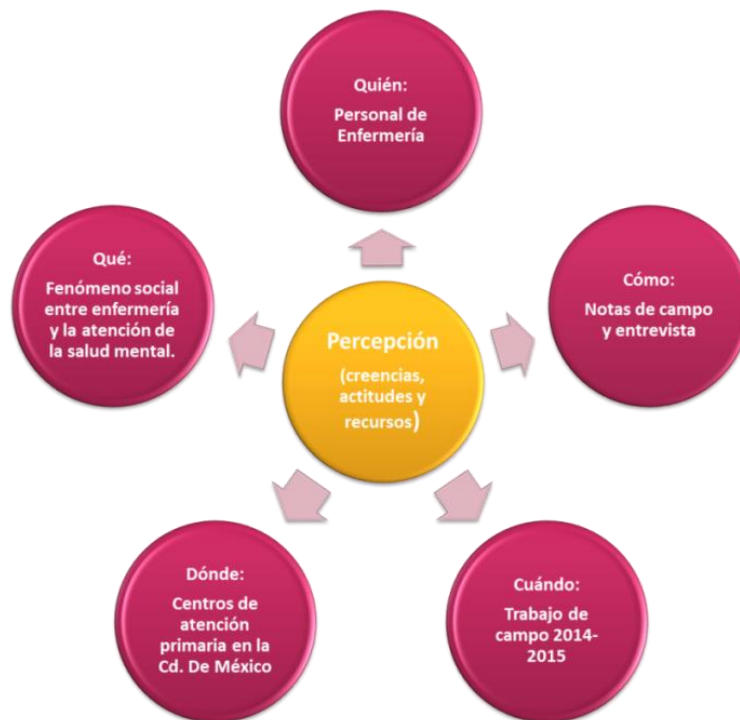 Quién:
Personal de
Enfermería
Qué:
Fenómeno social
entre enfermería
y la atención de
la salud mental.
Cómo:
Notas de campo
y entrevista
Percepción
(creencias,
actitudes y
recursos)
Dónde:
Centros de
atención
primaria en la
Cd. De México
Cuándo:
Trabajo de
campo 2014-
2015